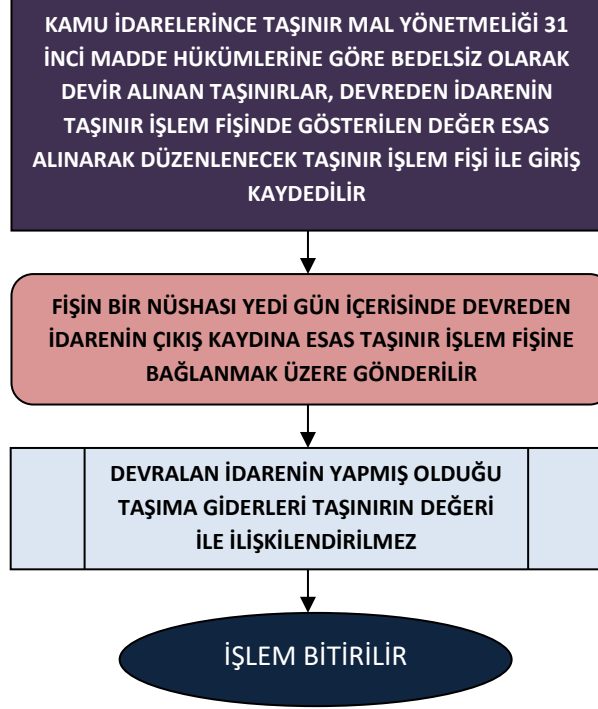 KAMU İDARELERİNCE TAŞINIR MAL YÖNETMELİĞİ 31
İNCİ MADDE HÜKÜMLERİNE GÖRE BEDELSİZ OLARAK
DEVİR ALINAN TAŞINIRLAR, DEVREDEN İDARENİN
TAŞINIR İŞLEM FİŞİNDE GÖSTERİLEN DEĞER ESAS
ALINARAK DÜZENLENECEK TAŞINIR İŞLEM FİŞİ İLE GİRİŞ
KAYDEDİLİR
FİŞİN BİR NÜSHASI YEDİ GÜN İÇERİSİNDE DEVREDEN
İDARENİN ÇIKIŞ KAYDINA ESAS TAŞINIR İŞLEM FİŞİNE
BAĞLANMAK ÜZERE GÖNDERİLİR
DEVRALAN İDARENİN YAPMIŞ OLDUĞU
TAŞIMA GİDERLERİ TAŞINIRIN DEĞERİ
İLE İLİŞKİLENDİRİLMEZ
İŞLEM BİTİRİLİR